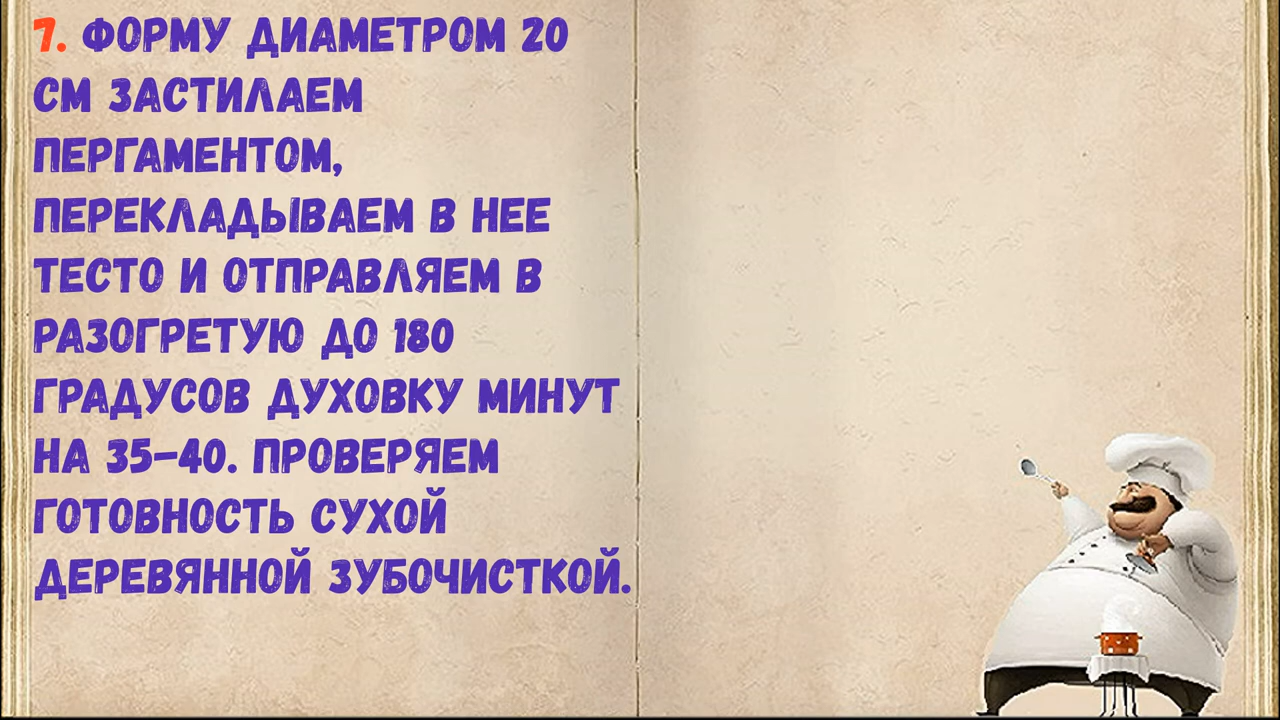 7. ФОРМУ ДИАМЕТРОМ 20
СМ ЗАСТИЛАЕМ
ПЕРГАМЕНТОМ,
ПЕРЕКЛАДЫВАЕМ В НЕЕ
ТЕСТО И ОТПРАВЛЯЕМ В
РАЗОГРЕТУЮ ДО 180
ГРАДУСОВ ДУХОВКУ МИНУТ
НА 35-40. ПРОВЕРЯЕМ
ГОТОВНОСТЬ СУХОЙ
ДЕРЕВЯННОЙ ЗУБОЧИСТКОЙ.